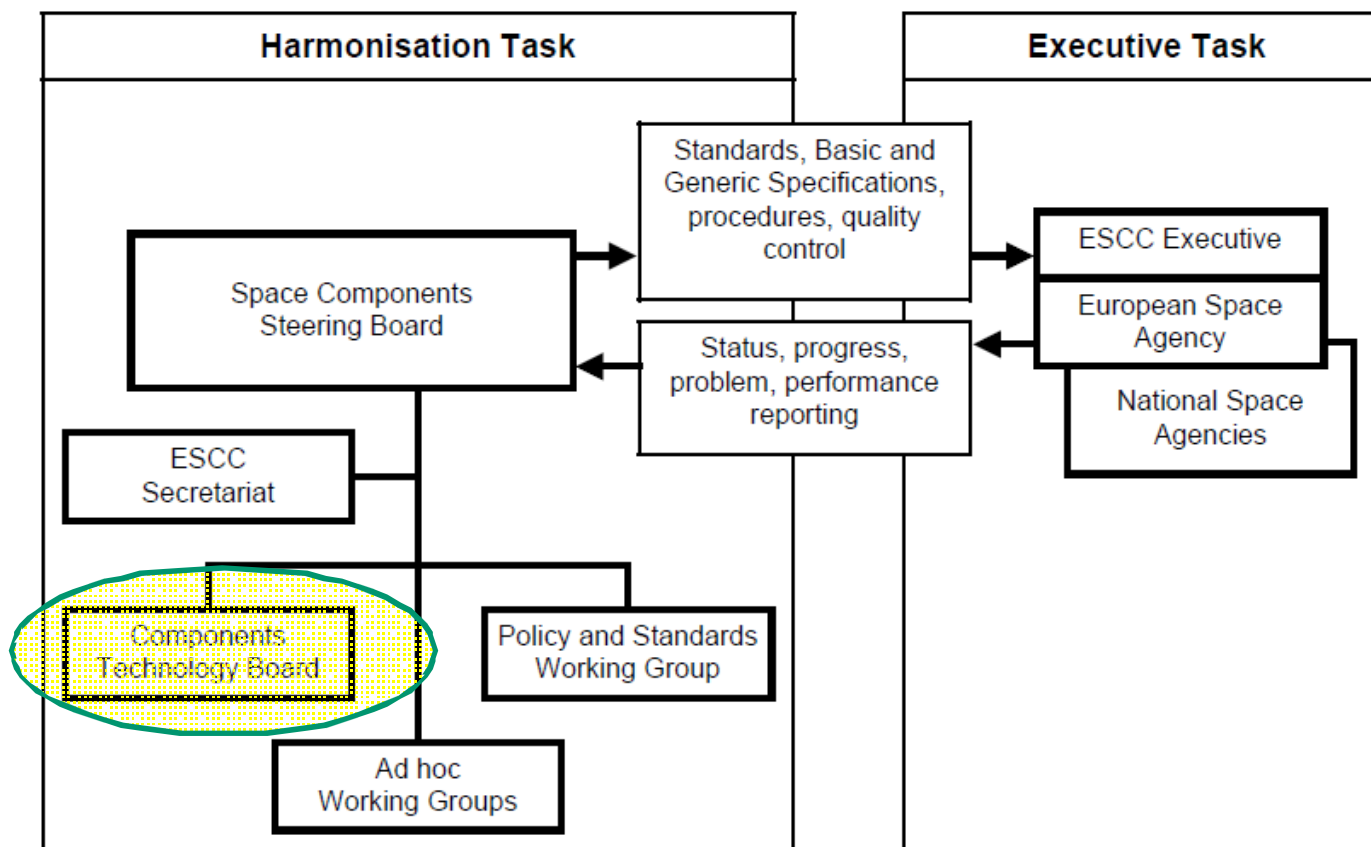 Harmonisation Task
Executive Task
Standards, Basic and
Generic Specifications,
procedures, quality
control
ESCC Executive
Space Components
Steering Board
European Space
Agency
Status, progress,
problem, performance
reporting
National Space
Agencies
ESCC
Secretariat
Components
Technology Board
Policy and Standards
Working Group
Ad hoc
Working Groups